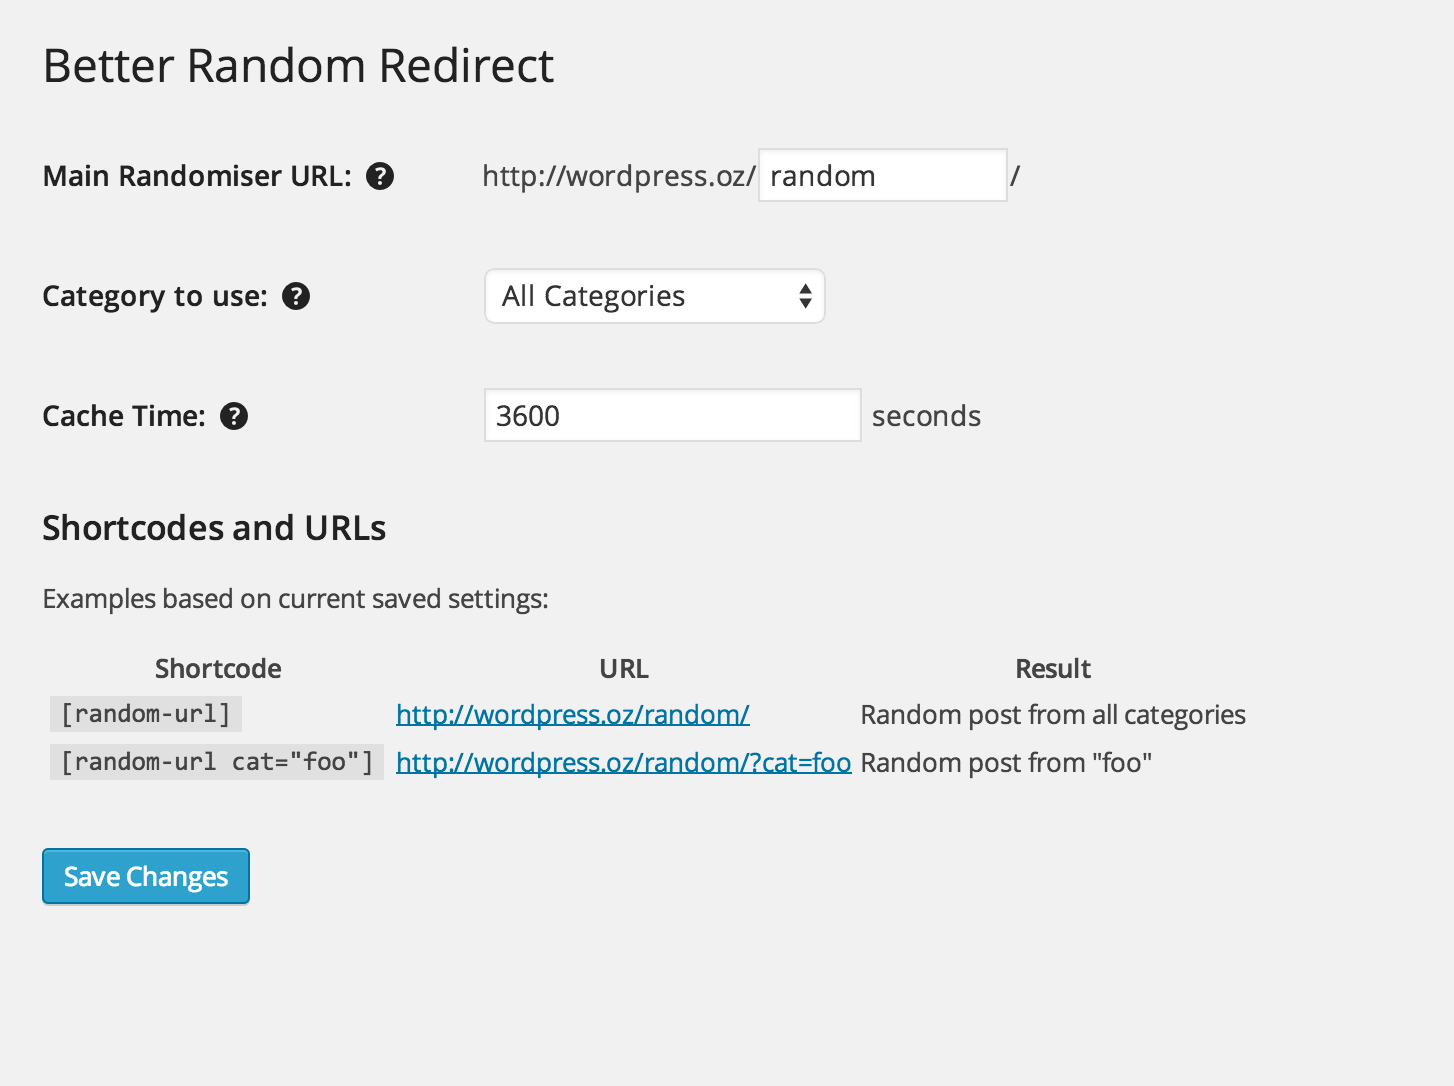 Better Random Redirect
Main Randomiser URL: ? http://wordpress.oz/ random /
Category to use: ? All Categories
Cache Time: ? 3600 seconds
Shortcodes and URLs
Examples based on current saved settings:
Shortcode URL Result
[random-url] http://wordpress.oz/random/ Random post from all categories
[random-url cat="foo"] http://wordpress.oz/random/?cat=foo Random post from "foo"
Save Changes